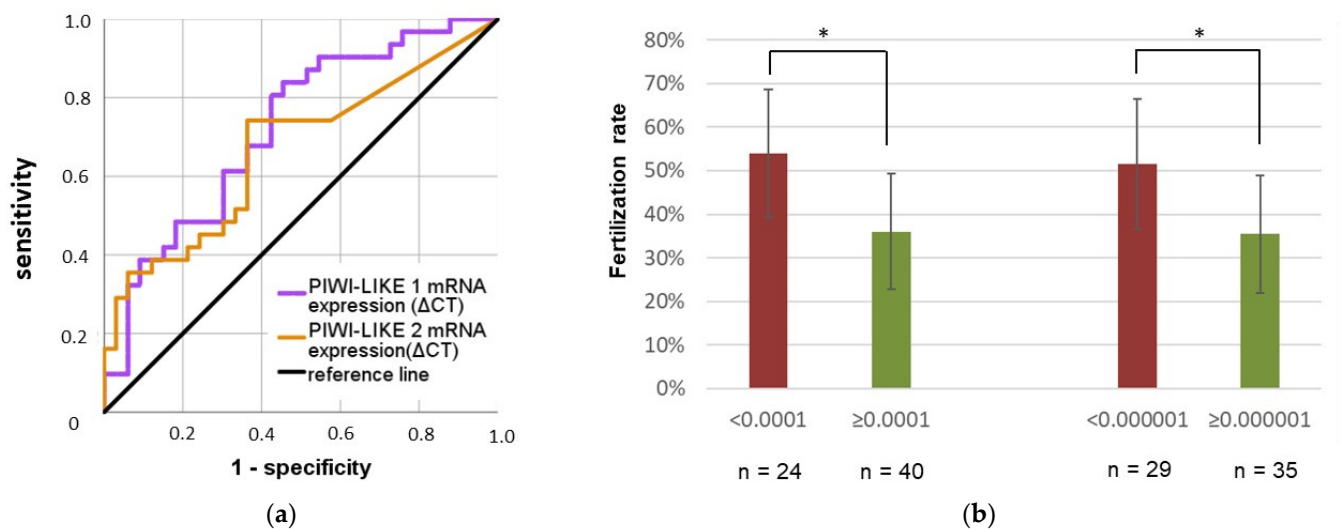 1.0
0.8
0.6
0.4
0.2
0
sensitivity
PIWI-LIKE 1 mRNA
expression (ΔCT)
PIWI-LIKE 2 mRNA
expression(ΔCT)
reference line
0.2 0.4 0.6 0.8 1.0
1 - specificity
(a)
80%
70%
60%
50%
40%
30%
20%
10%
0%
Fertilization rate
* *
<0.0001 ≥0.0001 <0.000001 ≥0.000001
n = 24 n = 40 n = 29 n = 35
(b)